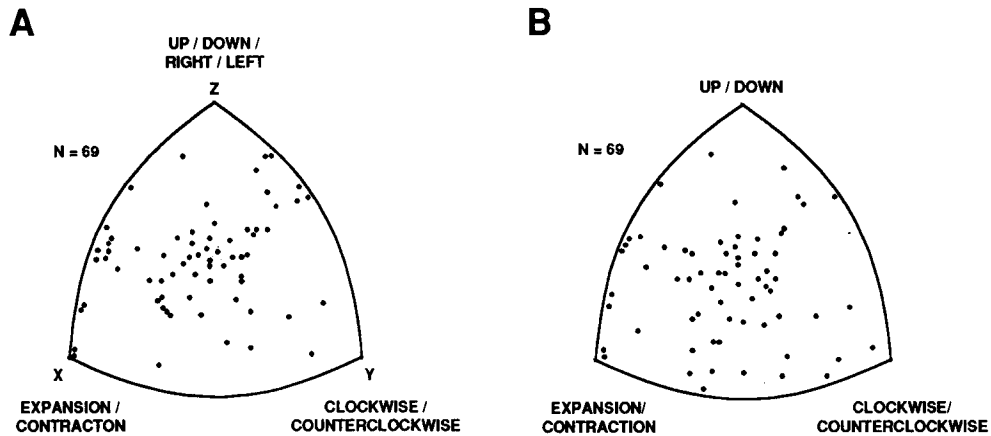 A
UP / DOWN /
RIGHT / LEFT
Z
N = 69
X
Y
EXPANSION /
CONTRACTON
CLOCKWISE /
COUNTERCLOCKWISE
B
UP / DOWN
N = 69
EXPANSION/
CONTRACTION
CLOCKWISE/
COUNTERCLOCKWISE